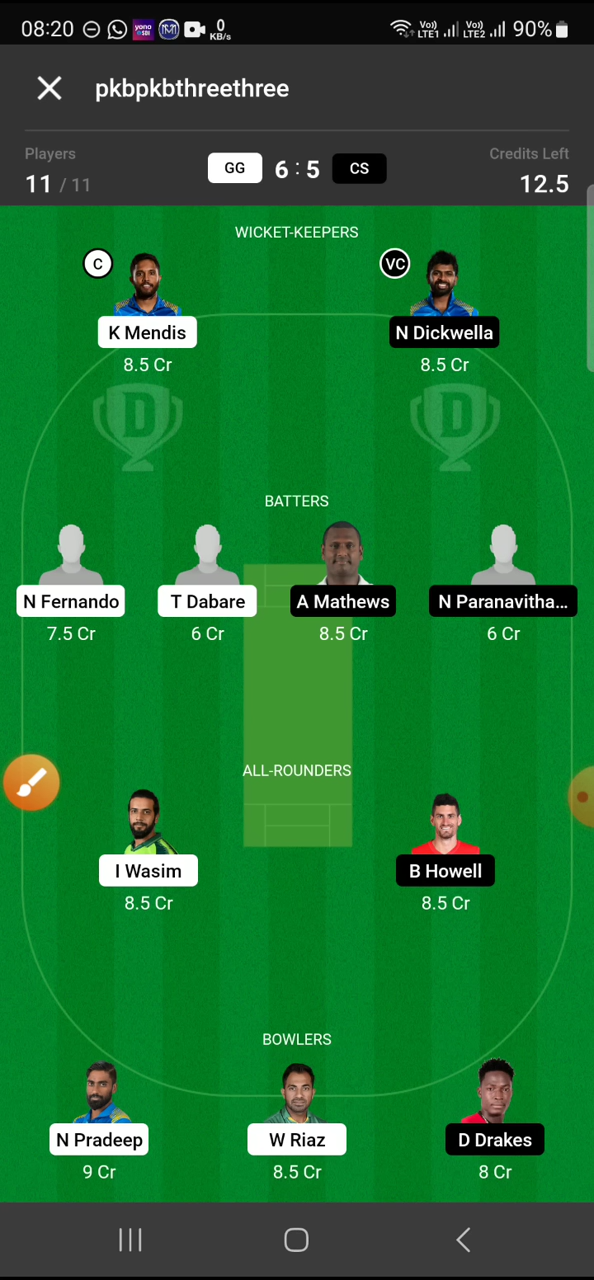 08:20 yono SBI 0 KB/s Vo)) LTE1 Vo)) LTE2 90%
pkbpkbthreethree
Players Credits Left
11 / 11 GG 6 : 5 CS 12.5
WICKET-KEEPERS
C VC
K Mendis N Dickwella
8.5 Cr 8.5 Cr
D D
BATTERS
N Fernando T Dabare A Mathews N Paranavitha...
7.5 Cr 6 Cr 8.5 Cr 6 Cr
ALL-ROUNDERS
I Wasim B Howell
8.5 Cr 8.5 Cr
BOWLERS
N Pradeep W Riaz D Drakes
9 Cr 8.5 Cr 8 Cr